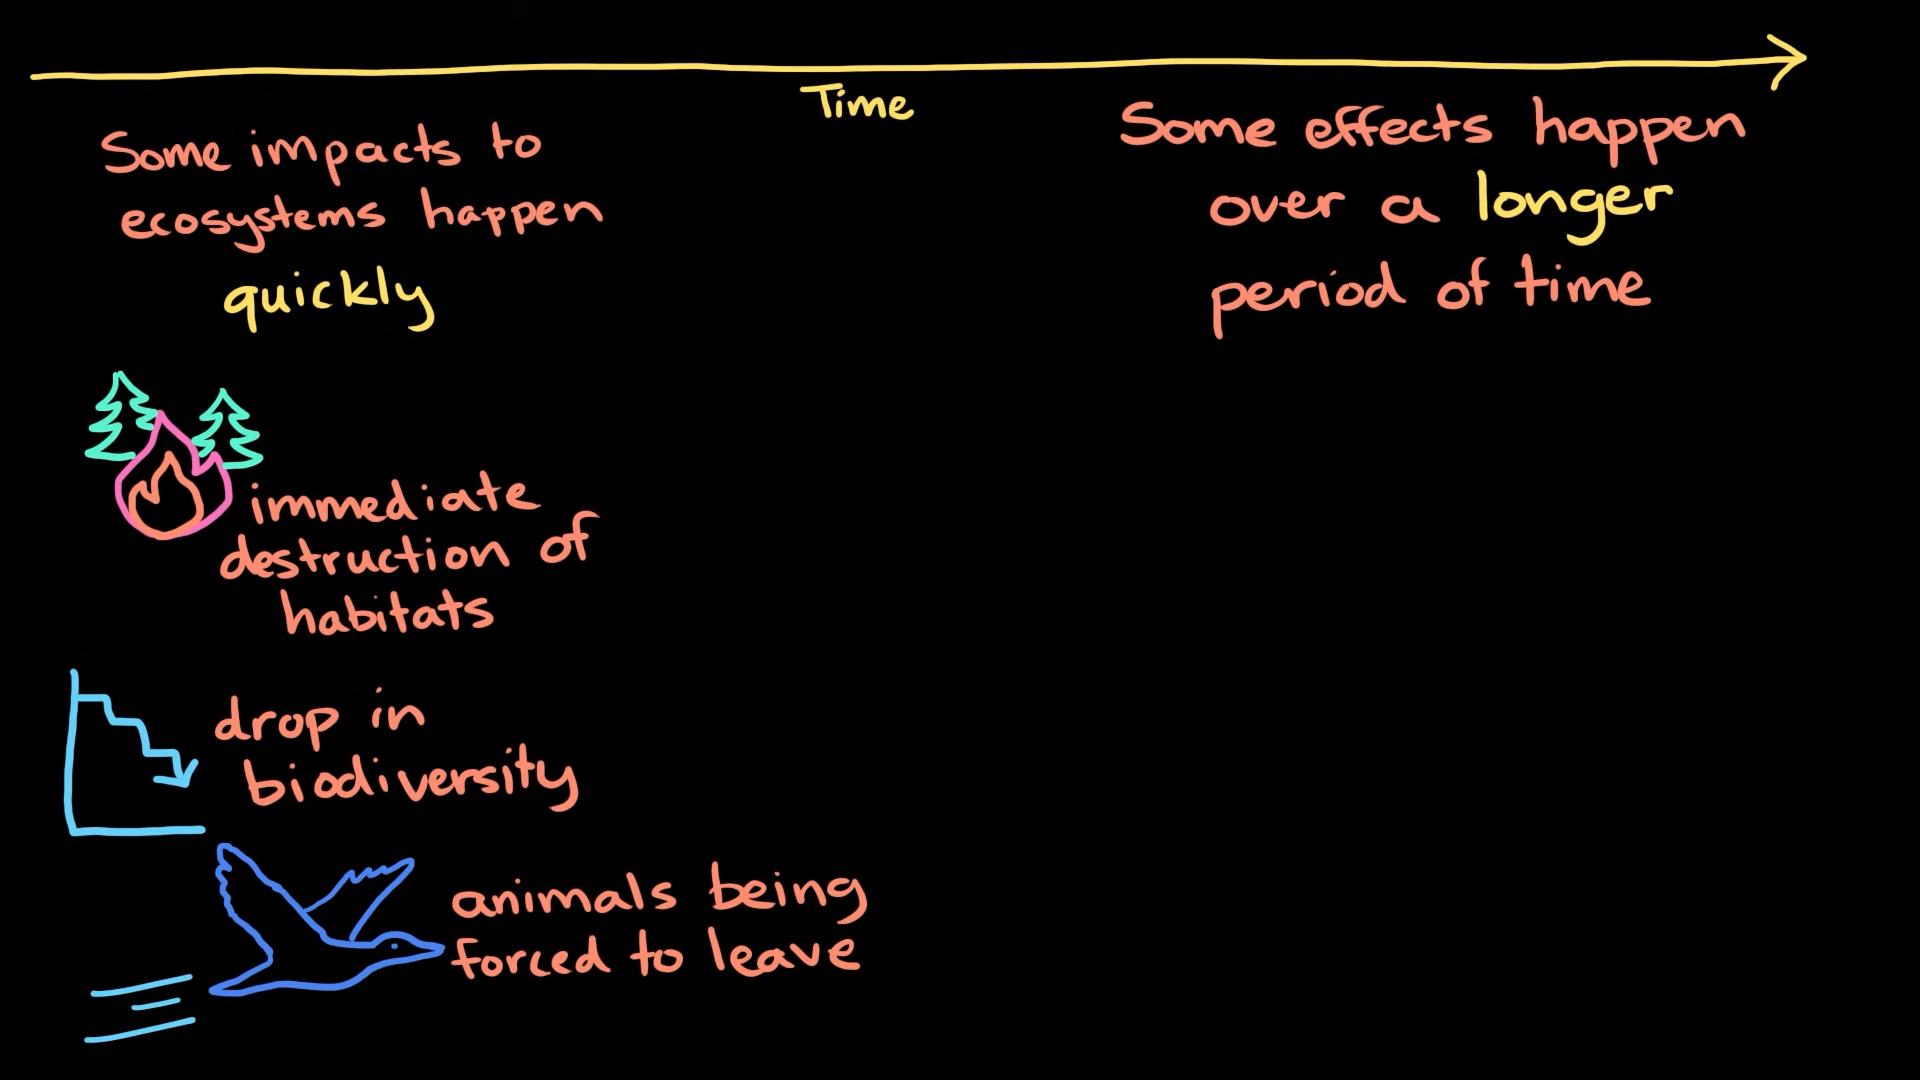 Time
Some impacts to
ecosystems happen
quickly
Some effects happen
over a longer
period of time
immediate
destruction of
habitats
drop in
biodiversity
animals being
forced to leave